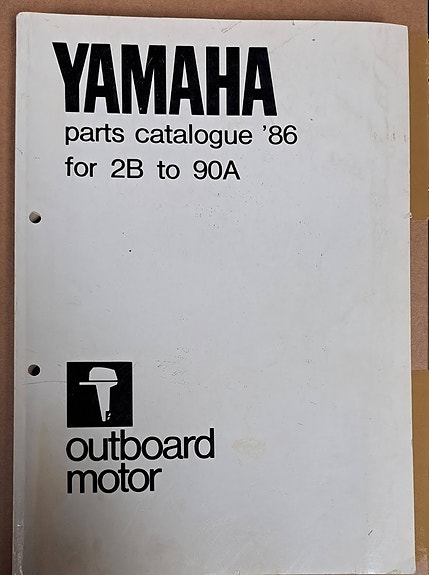 YAMAHA
parts catalogue '86
for 2B to 90A
outboard
motor